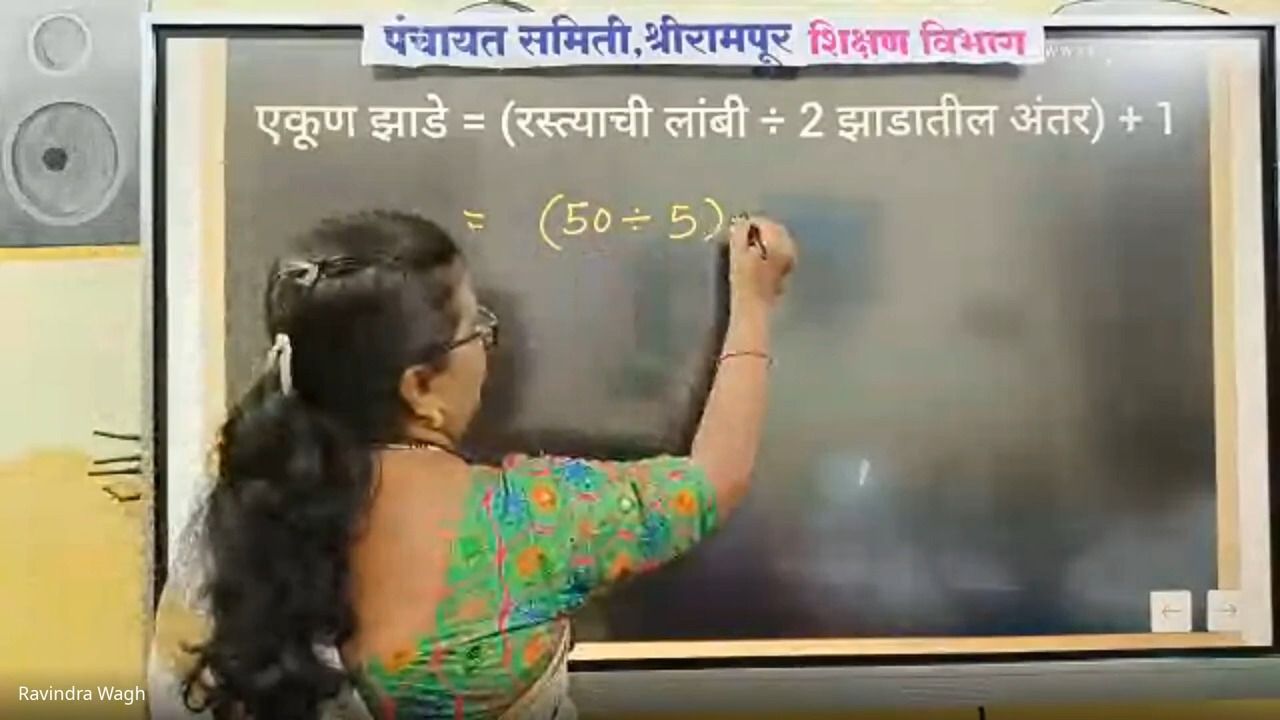 पंचायत समिती,श्रीरामपूर शिक्षण विभाग
एकूण झाडे = (रस्त्याची लांबी ÷ 2 झाडातील अंतर) + 1
= (50 ÷ 5)
Ravindra Wagh